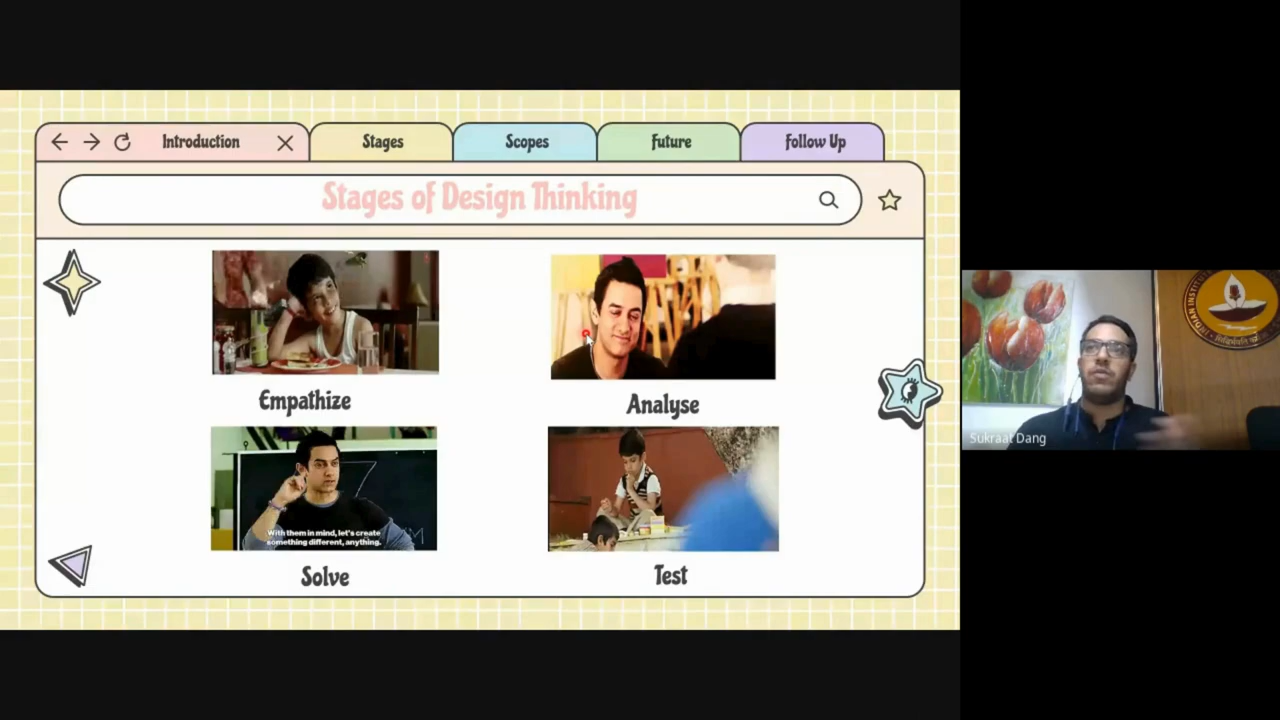 Introduction
Stages
Scopes
Future
Follow Up
Stages of Design Thinking
Empathize
Analyse
With them in mind, let's create
something different, anything.
Solve
Test
Sukraat Dang